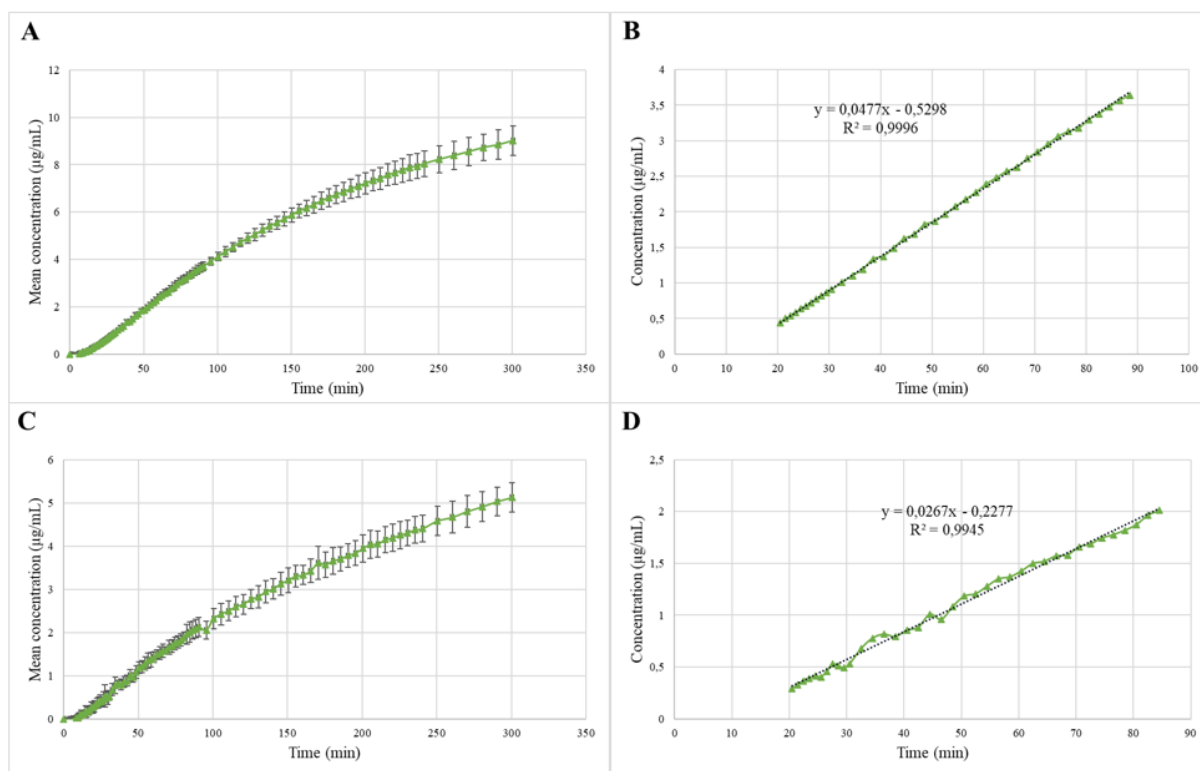 A
Mean concentration (µg/mL)
12
10
8
6
4
2
0
0 50 100 150 200 250 300 350
Time (min)
B
Concentration (µg/mL)
4
3,5
3
2,5
2
1,5
1
0,5
0
y = 0,0477x - 0,5298
R² = 0,9996
0 10 20 30 40 50 60 70 80 90 100
Time (min)
C
Mean concentration (µg/mL)
6
5
4
3
2
1
0
0 50 100 150 200 250 300 350
Time (min)
D
Concentration (µg/mL)
2,5
2
1,5
1
0,5
0
y = 0,0267x - 0,2277
R² = 0,9945
0 10 20 30 40 50 60 70 80 90
Time (min)